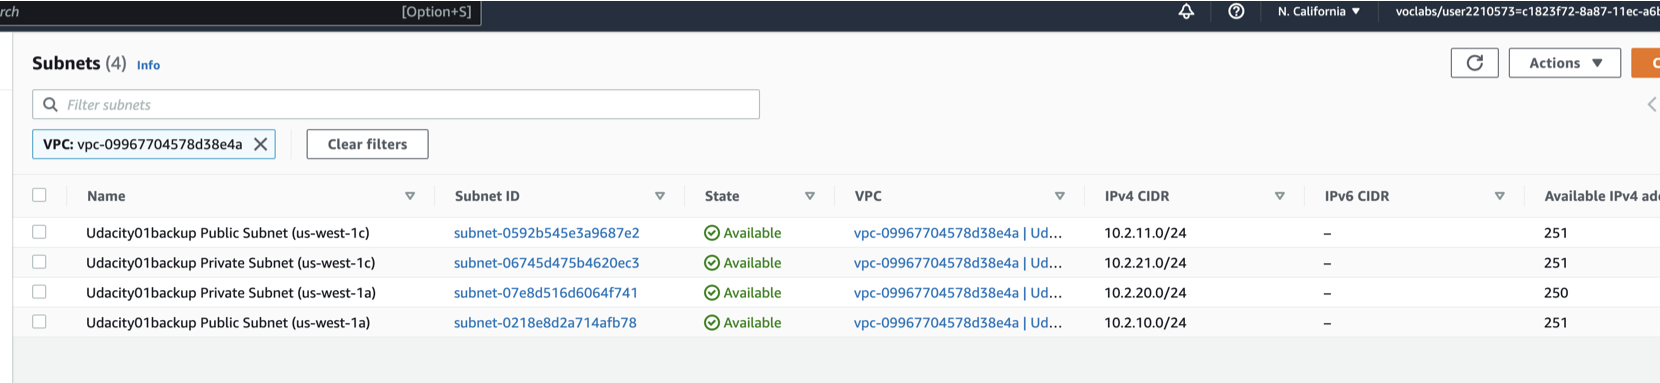 rch [Option+S] N. California ▼ voclabs/user2210573=c1823f72-8a87-11ec-a6b
Subnets (4) Info Actions ▼
Filter subnets
VPC: vpc-09967704578d38e4a Clear filters
Name Subnet ID State VPC IPv4 CIDR IPv6 CIDR Available IPv4 add
Udacity01backup Public Subnet (us-west-1c) subnet-0592b545e3a9687e2 Available vpc-09967704578d38e4a | Ud... 10.2.11.0/24 – 251
Udacity01backup Private Subnet (us-west-1c) subnet-06745d475b4620ec3 Available vpc-09967704578d38e4a | Ud... 10.2.21.0/24 – 251
Udacity01backup Private Subnet (us-west-1a) subnet-07e8d516d6064f741 Available vpc-09967704578d38e4a | Ud... 10.2.20.0/24 – 250
Udacity01backup Public Subnet (us-west-1a) subnet-0218e8d2a714afb78 Available vpc-09967704578d38e4a | Ud... 10.2.10.0/24 – 251